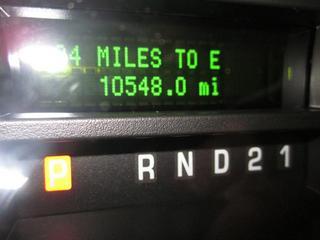 MILES TO E
10548.0 mi
P R N D 2 1